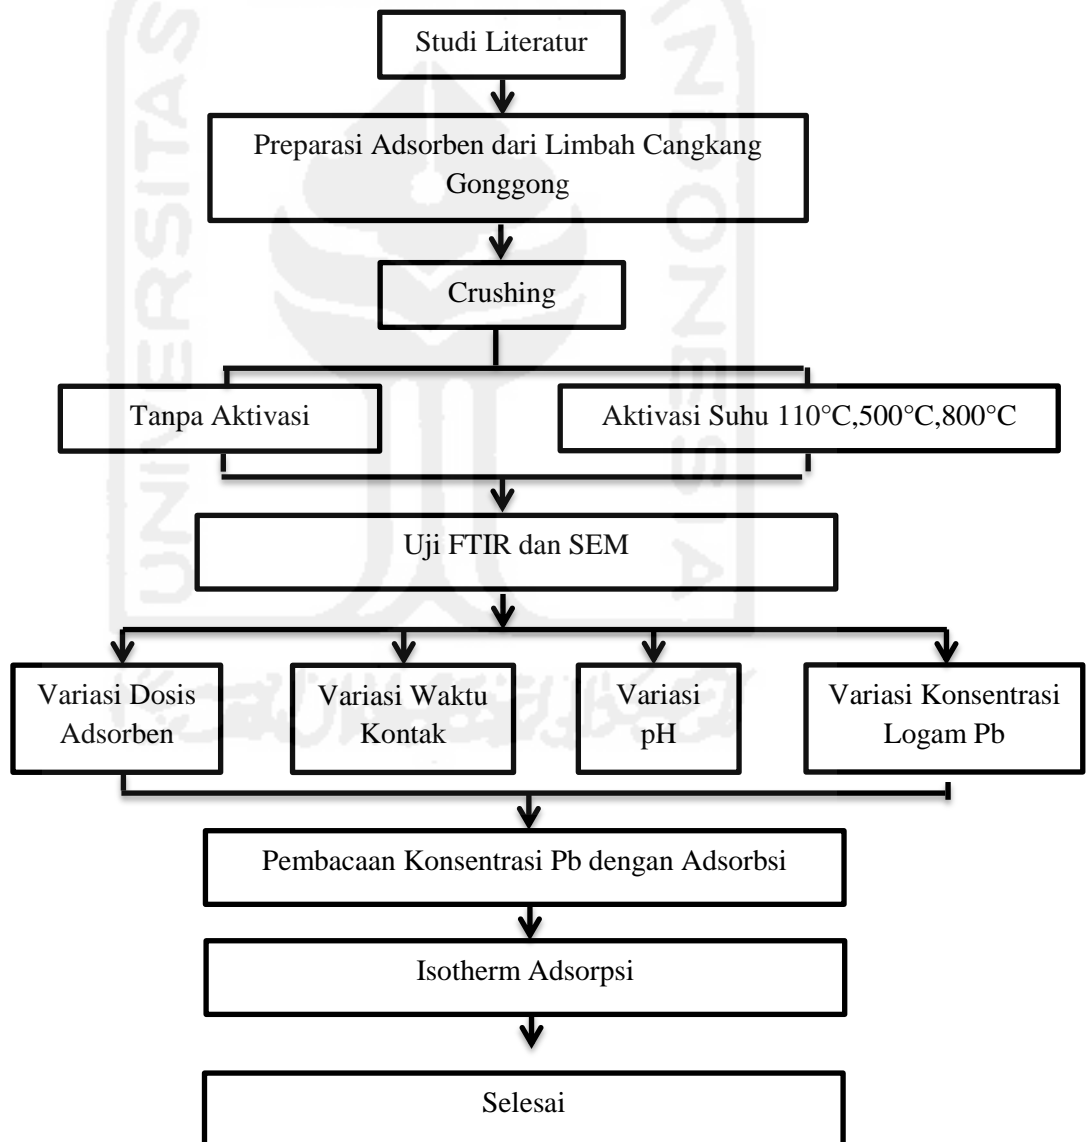 Studi Literatur
Preparasi Adsorben dari Limbah Cangkang
Gonggong
Crushing
Tanpa Aktivasi
Aktivasi Suhu 110°C,500°C,800°C
Uji FTIR dan SEM
Variasi Dosis
Adsorben
Variasi Waktu
Kontak
Variasi
pH
Variasi Konsentrasi
Logam Pb
Pembacaan Konsentrasi Pb dengan Adsorbsi
Isotherm Adsorpsi
Selesai
UNIVERSITAS
INDONESIA